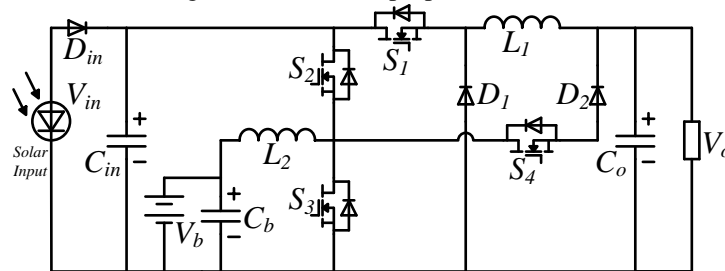 D_in
S_1
L_1
V_in
S_2
D_1
D_2
Solar
Input
C_in
L_2
S_4
C_o
V_o
V_b
C_b
S_3